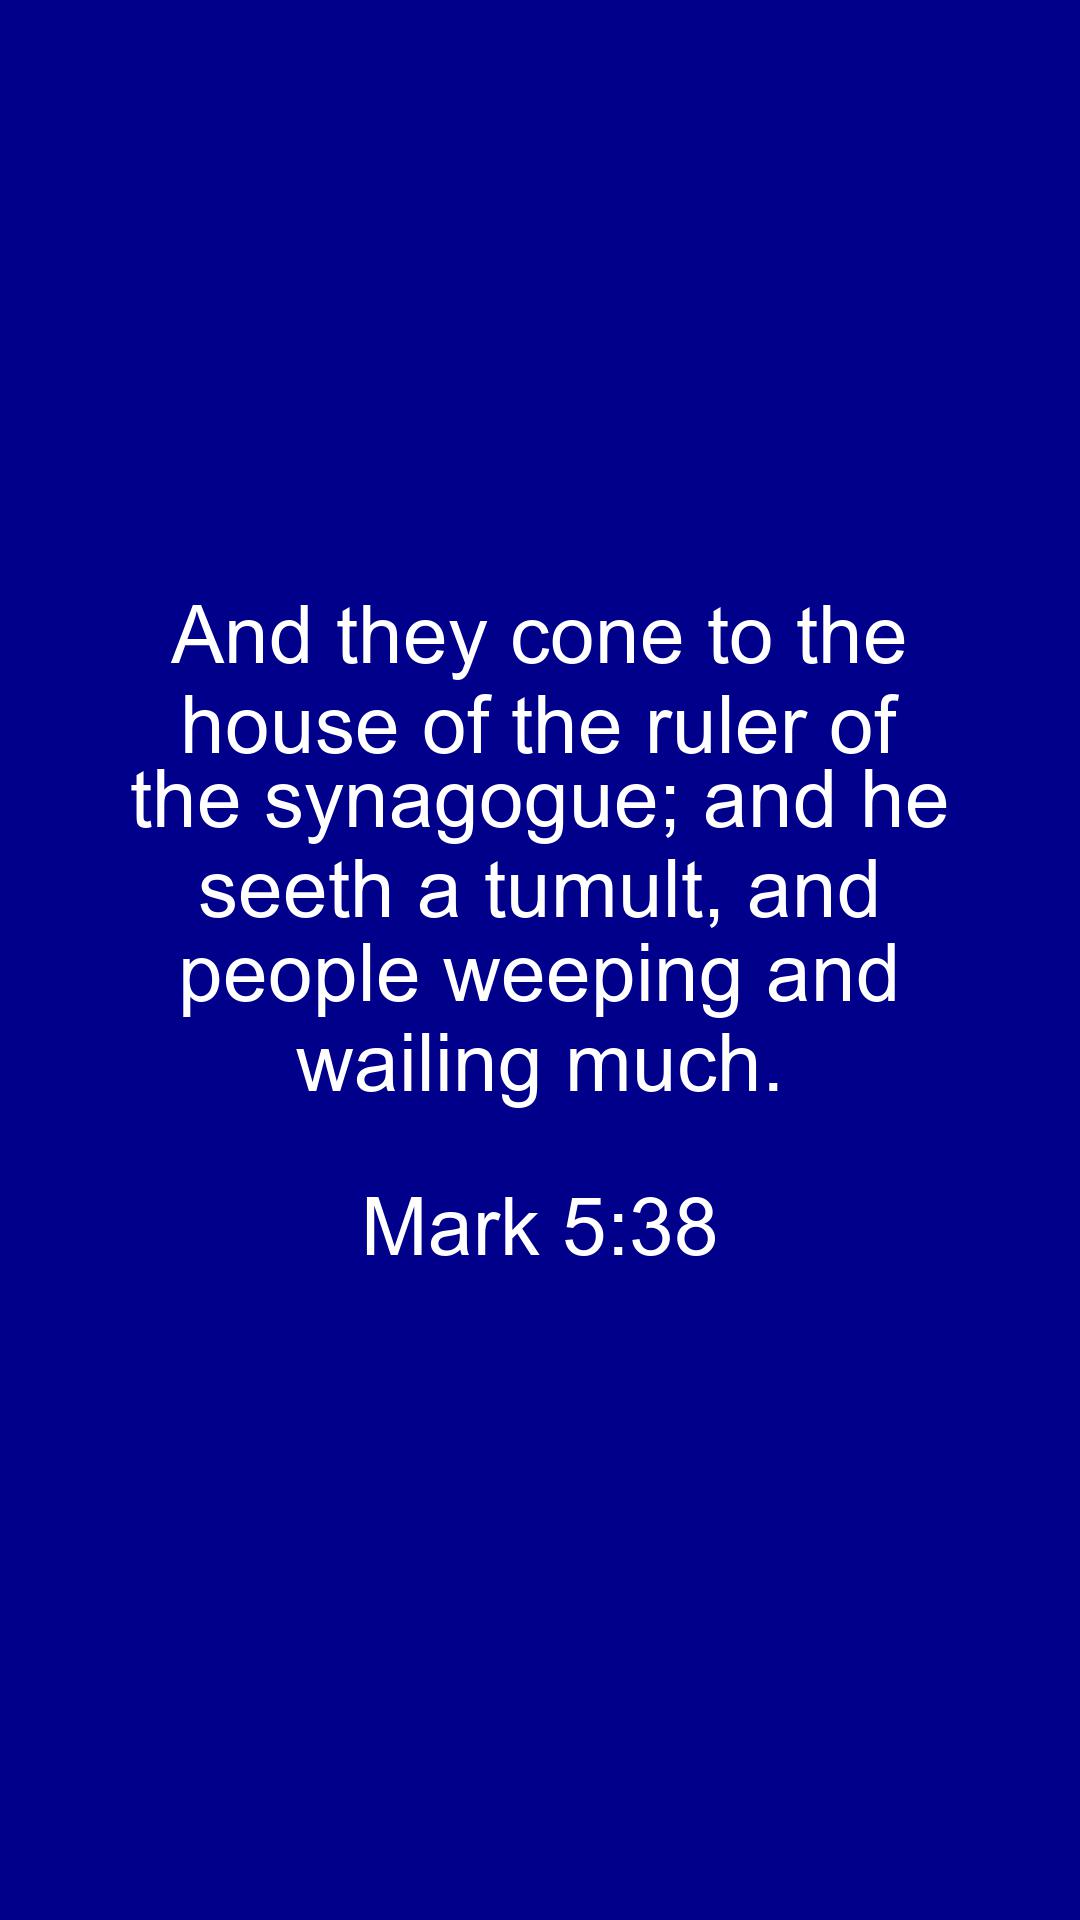 And they cone to the
house of the ruler of
the synagogue; and he
seeth a tumult, and
people weeping and
wailing much.
Mark 5:38